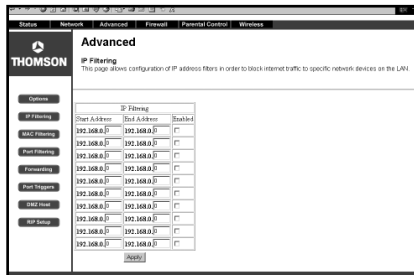 Status Network Advanced Firewall Parental Control Wireless
THOMSON
Advanced
IP Filtering
This page allows configuration of IP address filters in order to block internet traffic to specific network devices on the LAN.
Options
IP Filtering
MAC Filtering
Port Filtering
Forwarding
Port Triggers
DMZ Host
RIP Setup
IP Filtering
Start Address End Address Enabled
192.168.0.0 192.168.0.0
192.168.0.0 192.168.0.0
192.168.0.0 192.168.0.0
192.168.0.0 192.168.0.0
192.168.0.0 192.168.0.0
192.168.0.0 192.168.0.0
192.168.0.0 192.168.0.0
192.168.0.0 192.168.0.0
192.168.0.0 192.168.0.0
192.168.0.0 192.168.0.0
Apply